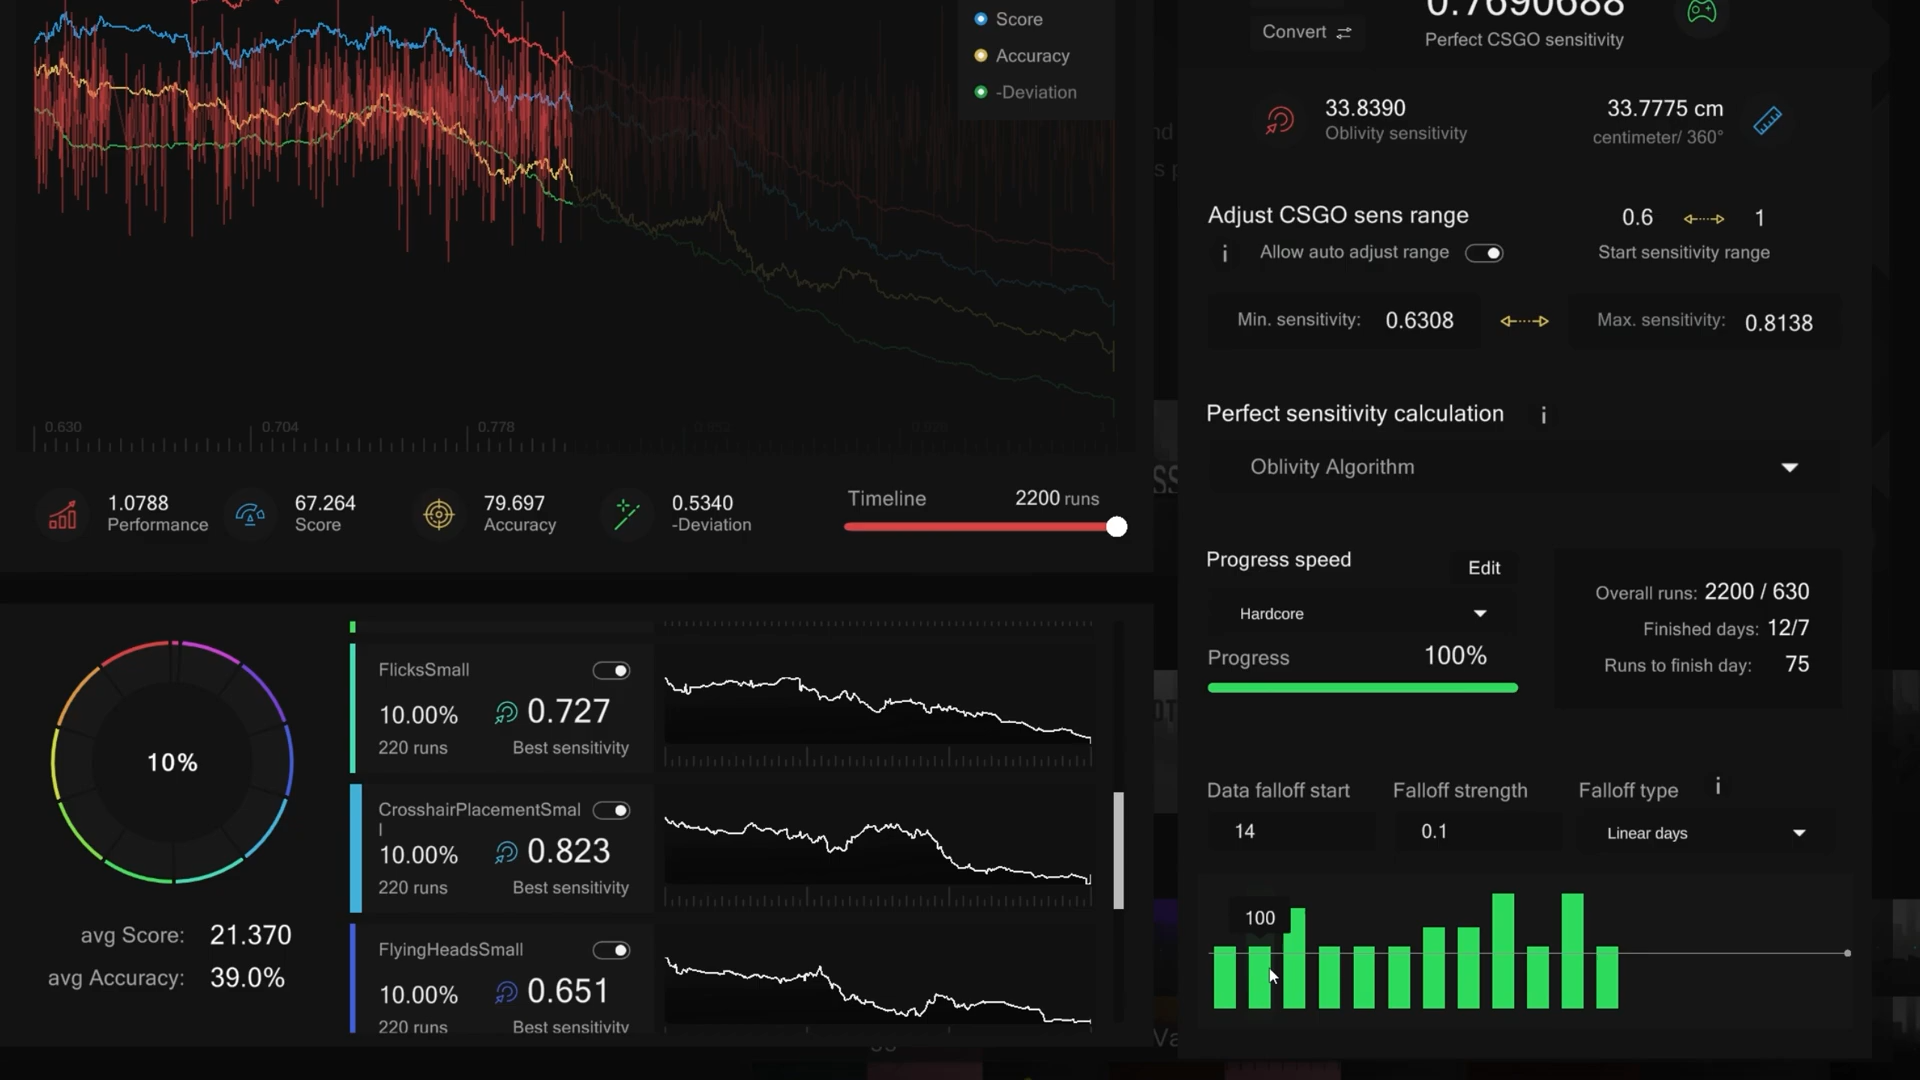 Score
Accuracy
-Deviation
0.630
0.704
0.778
1.0788
Performance
67.264
Score
79.697
Accuracy
0.5340
-Deviation
Timeline
2200 runs
10%
avg Score: 21.370
avg Accuracy: 39.0%
FlicksSmall
10.00%
0.727
220 runs
Best sensitivity
CrosshairPlacementSmal
l
10.00%
0.823
220 runs
Best sensitivity
FlyingHeadsSmall
10.00%
0.651
220 runs
Best sensitivity
0.7690688
Convert
Perfect CSGO sensitivity
33.8390
Oblivity sensitivity
33.7775 cm
centimeter/ 360°
Adjust CSGO sens range
0.6
1
i
Allow auto adjust range
Start sensitivity range
Min. sensitivity: 0.6308
Max. sensitivity: 0.8138
Perfect sensitivity calculation
i
Oblivity Algorithm
Progress speed
Edit
Hardcore
Progress
100%
Overall runs: 2200 / 630
Finished days: 12/7
Runs to finish day: 75
Data falloff start
Falloff strength
Falloff type
i
14
0.1
Linear days
100